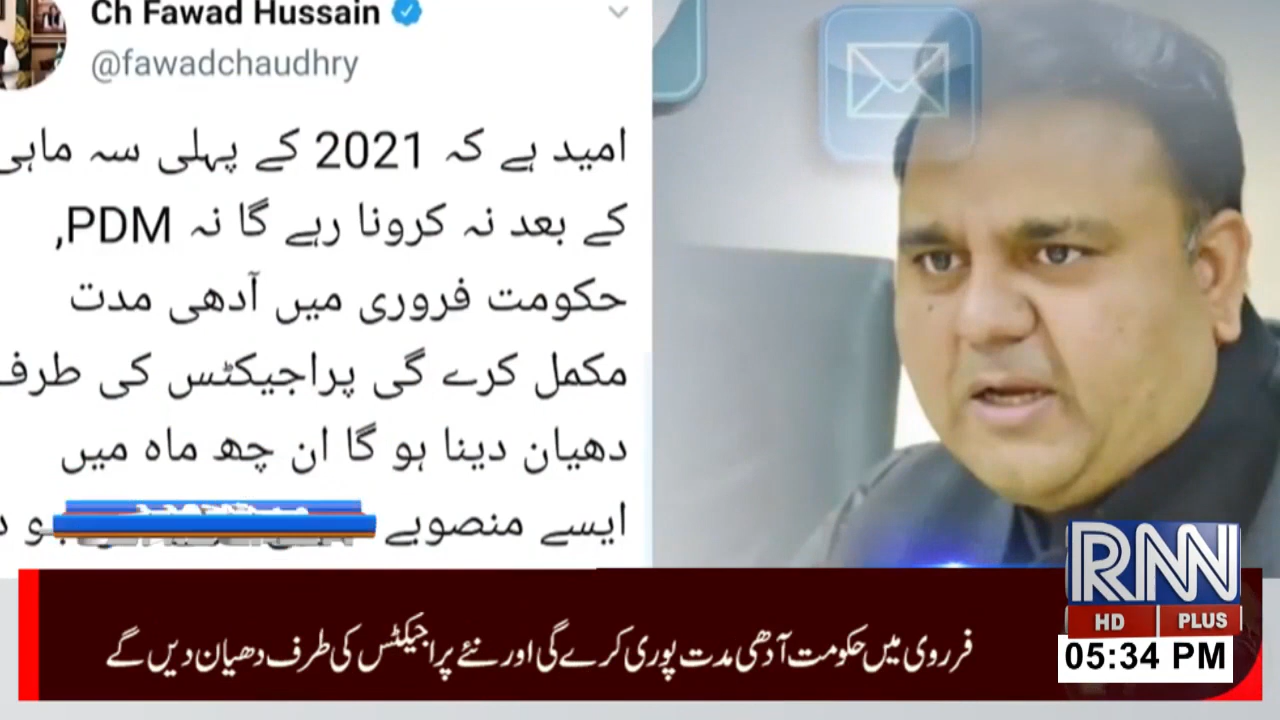 Ch Fawad Hussain
@fawadchaudhry
امید ہے کہ 2021 کے پہلی سہ ماہی
کے بعد نہ کرونا رہے گا نہ PDM,
حکومت فروری میں آدھی مدت
مکمل کرے گی پراجیکٹس کی طرف
دھیان دینا ہو گا ان چھ ماہ میں
ایسے منصوبے
فرروی میں حکومت آدھی مدت پوری کرے گی اور نئے پراجیکٹس کی طرف دھیان دیں گے
RNN
HD PLUS
05:34 PM